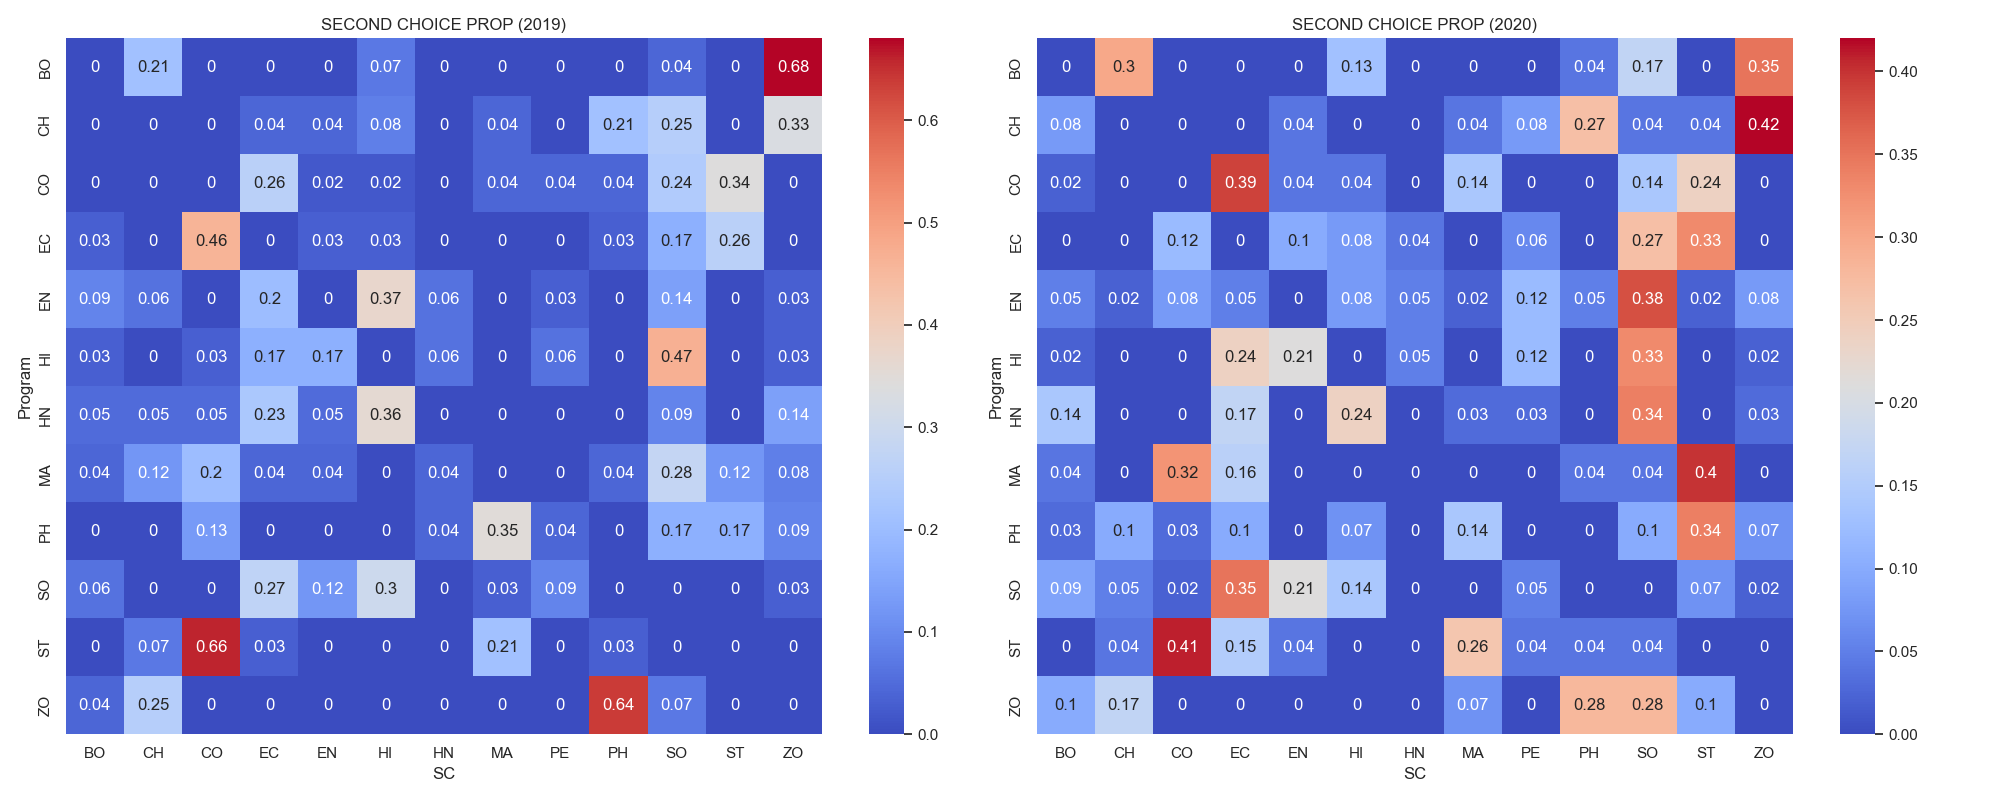 SECOND CHOICE PROP (2019)
Program
BO 0 0.21 0 0 0 0.07 0 0 0 0 0.04 0 0.68
CH 0 0 0 0.04 0.04 0.08 0 0.04 0 0.21 0.25 0 0.33
CO 0 0 0 0.26 0.02 0.02 0 0.04 0.04 0.04 0.24 0.34 0
EC 0.03 0 0.46 0 0.03 0.03 0 0 0 0.03 0.17 0.26 0
EN 0.09 0.06 0 0.2 0 0.37 0.06 0 0.03 0 0.14 0 0.03
HI 0.03 0 0.03 0.17 0.17 0 0.06 0 0.06 0 0.47 0 0.03
HN 0.05 0.05 0.05 0.23 0.05 0.36 0 0 0 0 0.09 0 0.14
MA 0.04 0.12 0.2 0.04 0.04 0 0.04 0 0 0.04 0.28 0.12 0.08
PH 0 0 0.13 0 0 0 0.04 0.35 0.04 0 0.17 0.17 0.09
SO 0.06 0 0 0.27 0.12 0.3 0 0.03 0.09 0 0 0 0.03
ST 0 0.07 0.66 0.03 0 0 0 0.21 0 0.03 0 0 0
ZO 0.04 0.25 0 0 0 0 0 0 0 0.64 0.07 0 0
BO CH CO EC EN HI HN MA PE PH SO ST ZO
SC
0.6
0.5
0.4
0.3
0.2
0.1
0.0
SECOND CHOICE PROP (2020)
Program
BO 0 0.3 0 0 0 0.13 0 0 0 0.04 0.17 0 0.35
CH 0.08 0 0 0 0.04 0 0 0.04 0.08 0.27 0.04 0.04 0.42
CO 0.02 0 0 0.39 0.04 0.04 0 0.14 0 0 0.14 0.24 0
EC 0 0 0.12 0 0.1 0.08 0.04 0 0.06 0 0.27 0.33 0
EN 0.05 0.02 0.08 0.05 0 0.08 0.05 0.02 0.12 0.05 0.38 0.02 0.08
HI 0.02 0 0 0.24 0.21 0 0.05 0 0.12 0 0.33 0 0.02
HN 0.14 0 0 0.17 0 0.24 0 0.03 0.03 0 0.34 0 0.03
MA 0.04 0 0.32 0.16 0 0 0 0 0 0.04 0.04 0.4 0
PH 0.03 0.1 0.03 0.1 0 0.07 0 0.14 0 0 0.1 0.34 0.07
SO 0.09 0.05 0.02 0.35 0.21 0.14 0 0 0.05 0 0 0.07 0.02
ST 0 0.04 0.41 0.15 0.04 0 0 0.26 0.04 0.04 0.04 0 0
ZO 0.1 0.17 0 0 0 0 0 0.07 0 0.28 0.28 0.1 0
BO CH CO EC EN HI HN MA PE PH SO ST ZO
SC
0.40
0.35
0.30
0.25
0.20
0.15
0.10
0.05
0.00